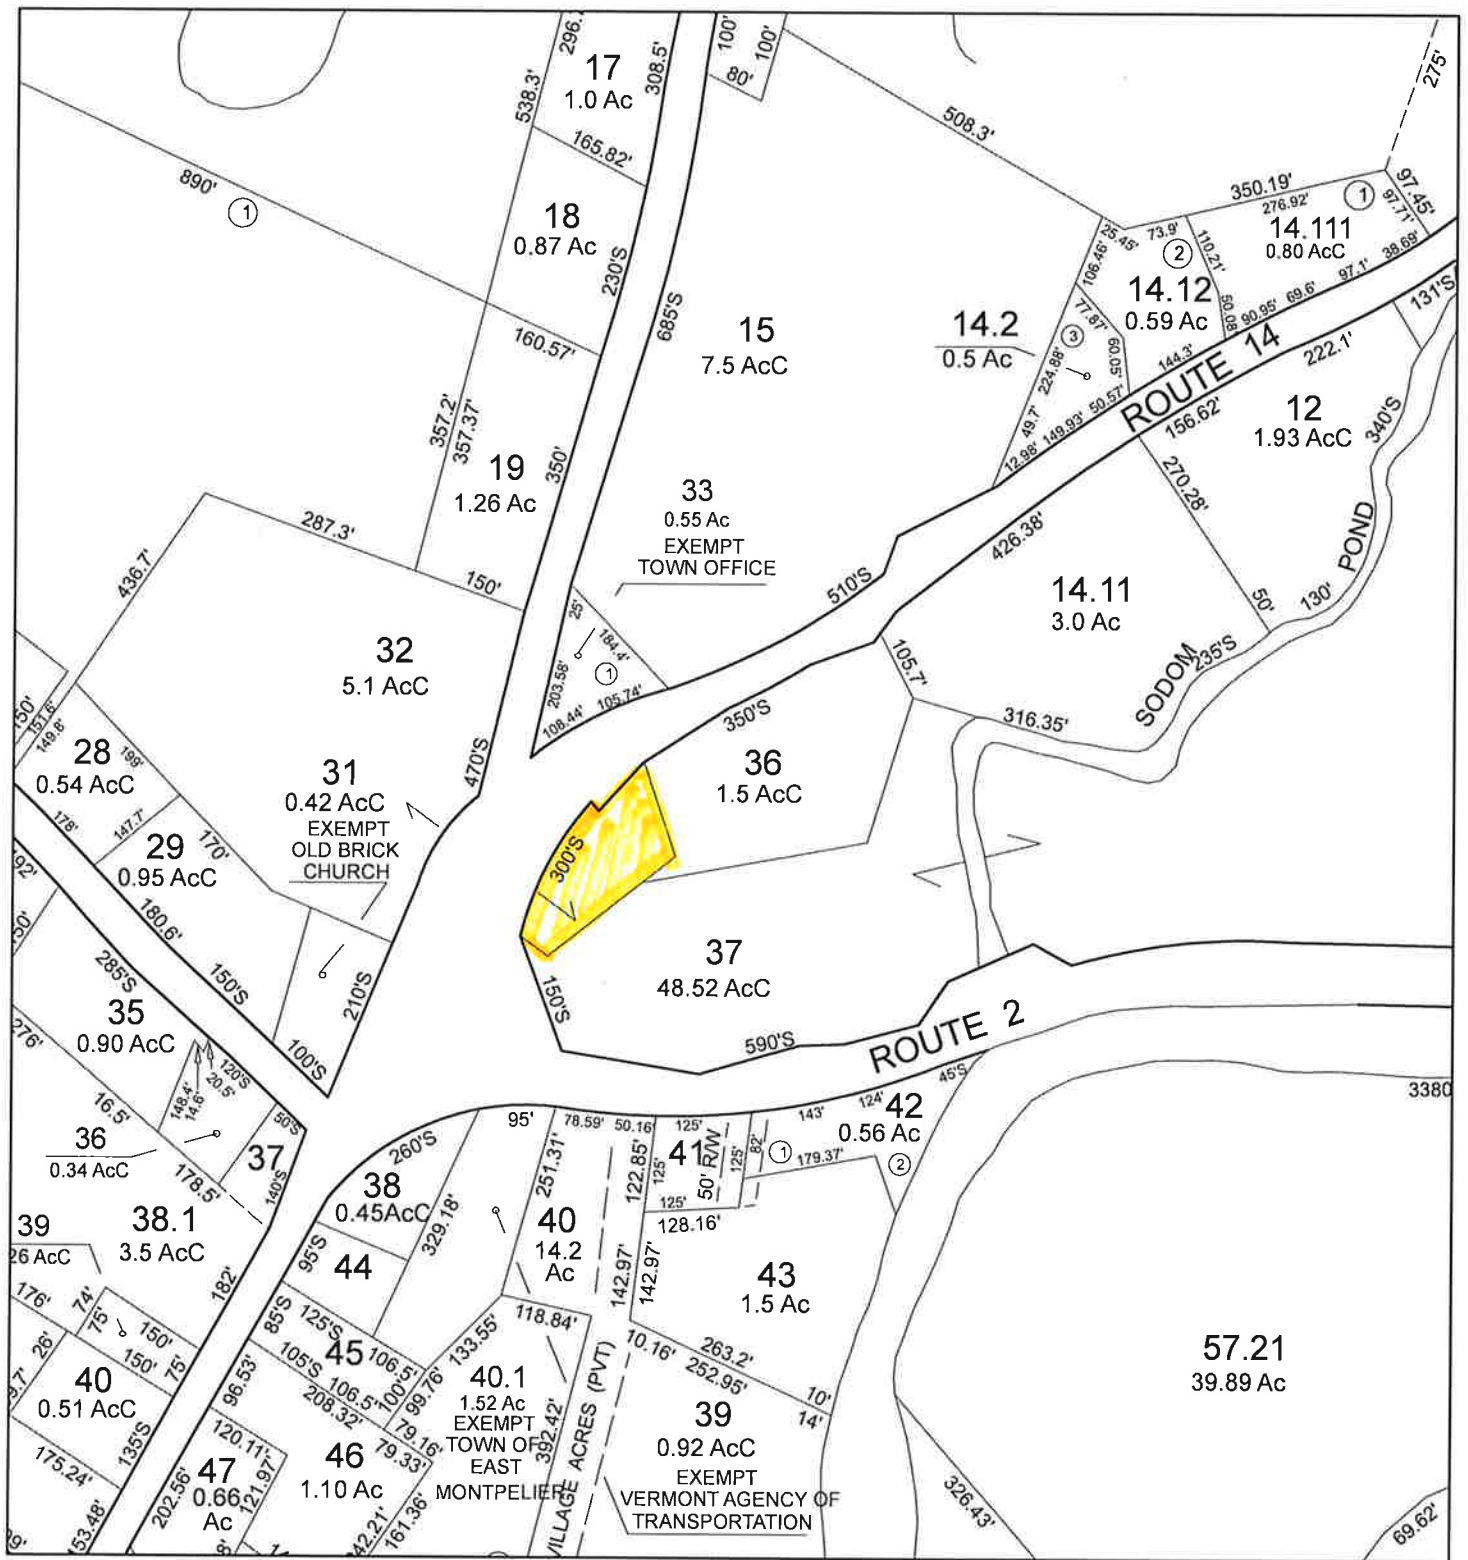 296.
17
1.0 Ac
538.3'
308.5'
165.82'
100'
100'
80'
508.3'
275'
890'
1
18
0.87 Ac
230'S
685'S
160.57'
15
7.5 AcC
350.19'
276.92'
1
97.45'
97.71'
14.111
0.80 AcC
25.45'
73.9'
2
110.21'
106.46'
14.12
0.59 Ac
50.08
90.95'
69.6'
97.1'
38.69'
131'S
14.2
0.5 Ac
77.87'
3
60.05'
224.88'
49.7'
12.98'
149.93'
50.57'
144.3'
ROUTE 14
222.1'
156.62'
12
1.93 AcC
340'S
357.2'
357.37'
19
1.26 Ac
350'
33
0.55 Ac
EXEMPT
TOWN OFFICE
287.3'
436.7'
150'
270.28'
426.38'
510'S
14.11
3.0 Ac
50'
130'
SODOM
POND
235'S
32
5.1 AcC
25'
184.4'
1
203.58'
108.44'
105.74'
105.7'
316.35'
150'
151.6'
149.8'
28
0.54 AcC
199'
178'
147.7'
470'S
350'S
36
1.5 AcC
31
0.42 AcC
EXEMPT
OLD BRICK
CHURCH
29
0.95 AcC
170'
180.6'
300'S
37
48.52 AcC
192'
150'
285'S
150'S
210'S
150'S
590'S
ROUTE 2
35
0.90 AcC
276'
100'S
120'S
20.5'
148.4'
14.6'
16.5'
36
0.34 AcC
50'S
37
178.5'
140'S
45'S
3380
95'
78.59'
50.16'
125'
143'
124'
42
0.56 Ac
260'S
38
0.45AcC
329.18'
251.31'
122.85'
125'
41
50' R/W
125'
82'
1
179.37'
2
125'
128.16'
39
26 AcC
38.1
3.5 AcC
95'S
44
40
14.2
Ac
142.97'
142.97'
43
1.5 Ac
182'
176'
74'
75'
150'
150'
75'
85'S
125'S
45
105'S
106.5'
106.5'
100'
118.84'
133.55'
99.76'
10.16'
263.2'
252.95'
10'
14'
57.21
39.89 Ac
26'
9.7'
40
0.51 AcC
96.53'
208.32'
79.16'
79.33'
40.1
1.52 Ac
EXEMPT
TOWN OF
EAST
MONTPELIER
392.42'
VILLAGE ACRES (PVT)
39
0.92 AcC
EXEMPT
VERMONT AGENCY OF
TRANSPORTATION
135'S
175.24'
120.11'
47
0.66
Ac
121.97'
202.56'
46
1.10 Ac
153.48'
161.36'
326.43'
69.62'